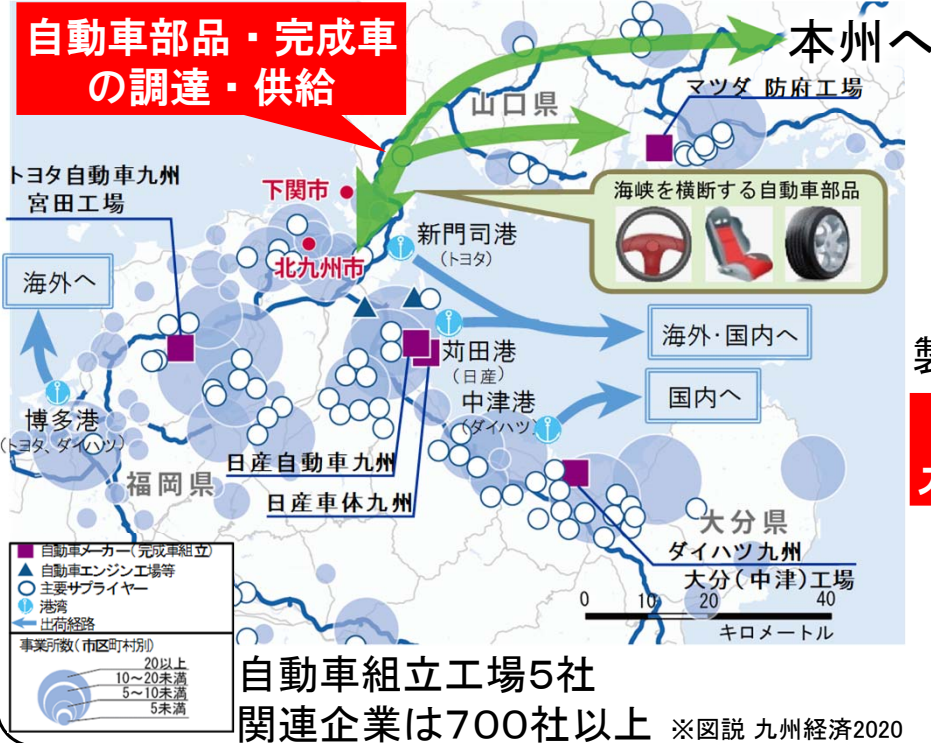 自動車部品・完成車
の調達・供給
本州へ
マツダ 防府工場
山口県
トヨタ自動車九州
宮田工場
下関市
海峡を横断する自動車部品
新門司港
(トヨタ)
北九州市
海外へ
海外・国内へ
苅田港
(日産)
国内へ
中津港
(ダイハツ)
博多港
(トヨタ、ダイハツ)
福岡県
日産自動車九州
日産車体九州
大分県
ダイハツ九州
大分(中津)工場
0 10 20 40
キロメートル
自動車メーカー(完成車組立)
自動車エンジン工場等
主要サプライヤー
港湾
出荷経路
事業所数(市区町村別)
20以上
10~20未満
5~10未満
5未満
自動車組立工場5社
関連企業は700社以上 ※図説 九州経済2020
製